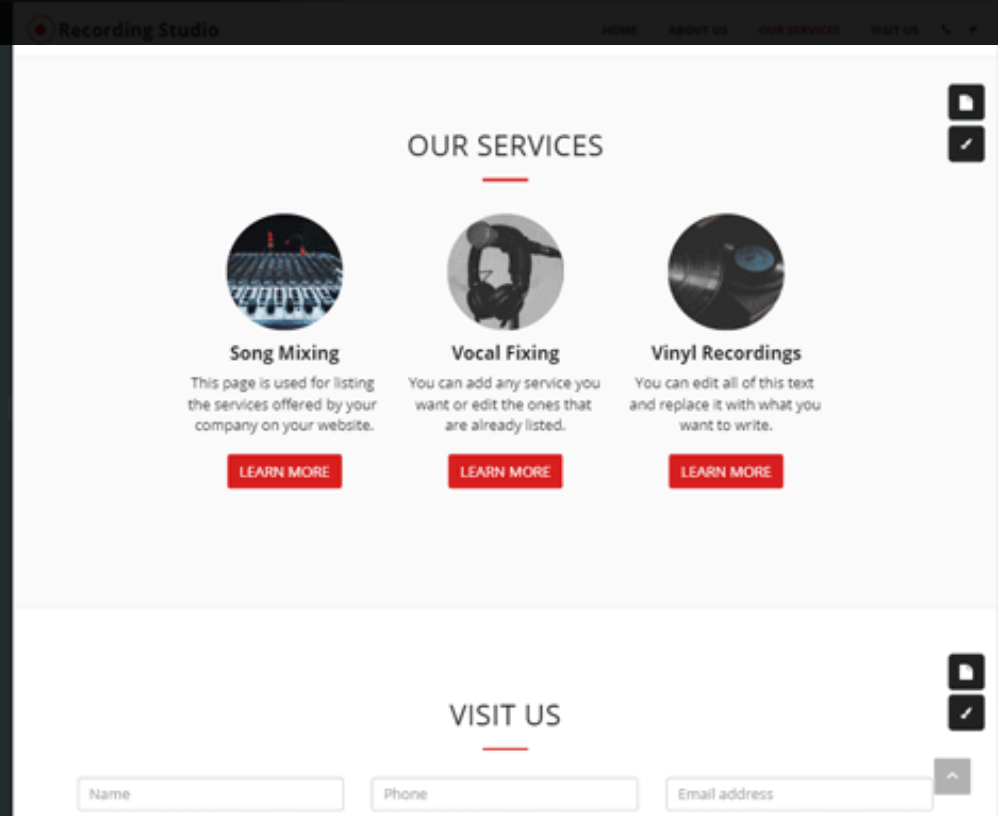 Recording Studio
HOME ABOUT US OUR SERVICES VISIT US
OUR SERVICES
Song Mixing
This page is used for listing
the services offered by your
company on your website.
LEARN MORE
Vocal Fixing
You can add any service you
want or edit the ones that
are already listed.
LEARN MORE
Vinyl Recordings
You can edit all of this text
and replace it with what you
want to write.
LEARN MORE
VISIT US
Name
Phone
Email address